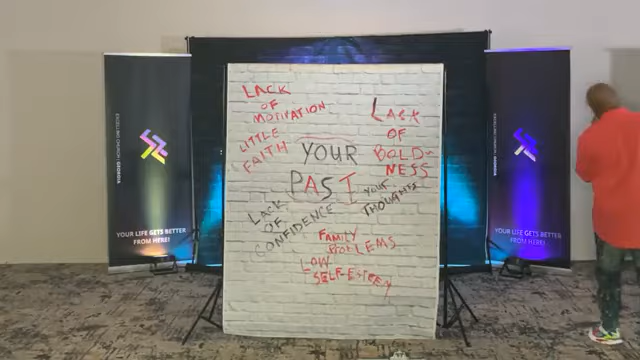 LACK
OF
MOTIVATION
LITTLE
FAITH
LACK
OF
BOLD-
NESS
YOUR
PAST
YOUR
THOUGHTS
LACK
OF
CONFIDENCE
FAMILY
PROBLEMS
LOW
SELF-ESTEEM
YOUR LIFE GETS BETTER
FROM HERE!
YOUR LIFE GETS BETTER
FROM HERE!